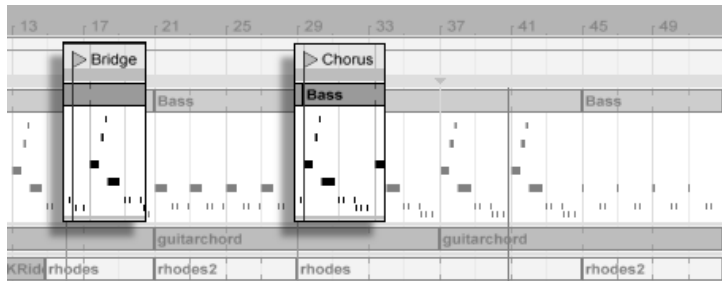 13 17 21 25 29 33 37 41 45 49
Bridge Chorus
Bass Bass Bass
guitarchord guitarchord
KRide rhodes rhodes2 rhodes rhodes2